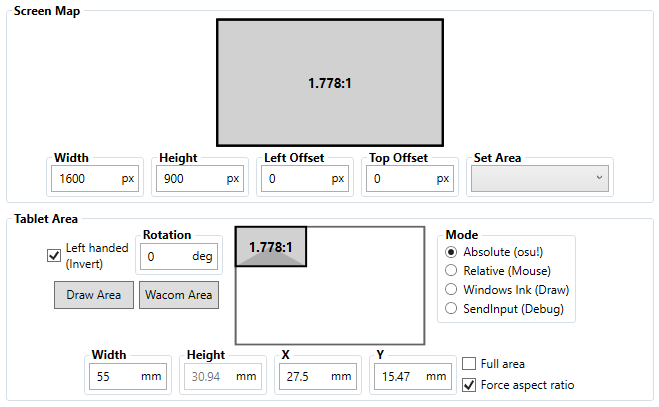 Screen Map
1.778:1
Width Height Left Offset Top Offset Set Area
1600 px 900 px 0 px 0 px
Tablet Area
Left handed (Invert)
Rotation
0 deg
Draw Area Wacom Area
1.778:1
Mode
Absolute (osu!)
Relative (Mouse)
Windows Ink (Draw)
SendInput (Debug)
Width Height X Y
55 mm 30.94 mm 27.5 mm 15.47 mm
Full area
Force aspect ratio